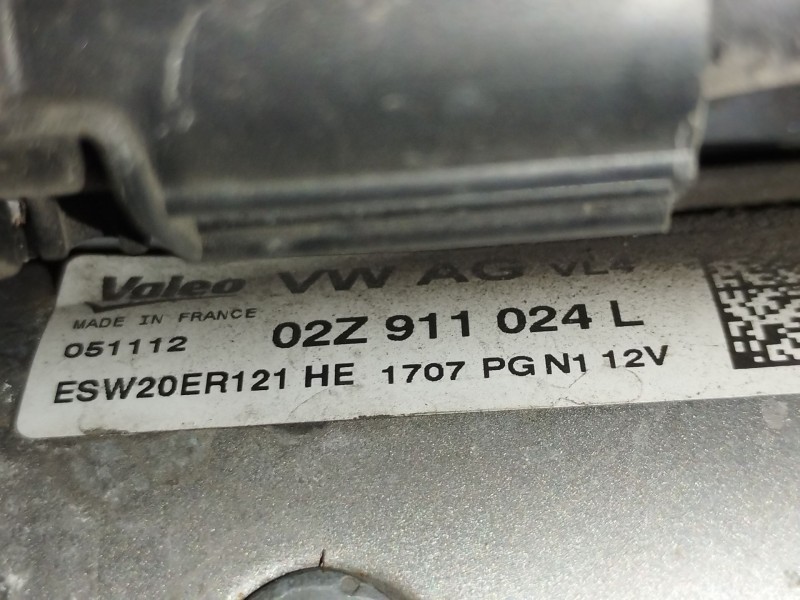 Valeo VW AG VL4
MADE IN FRANCE
02Z 911 024 L
051112
ESW20ER121 HE 1707 PG N1 12V